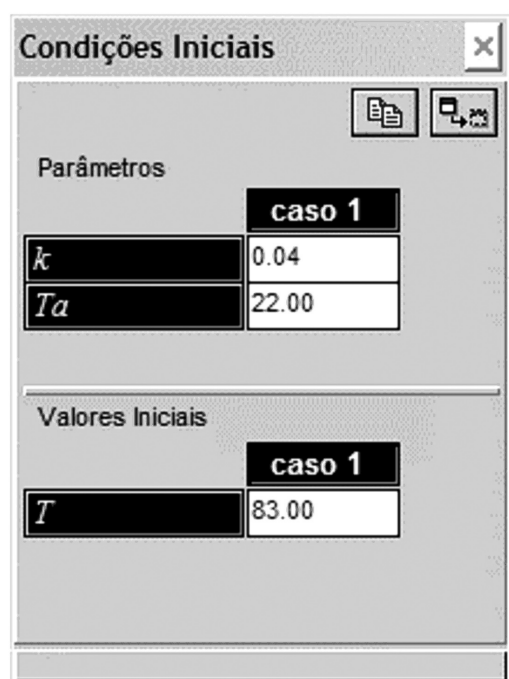 Condições Iniciais
Parâmetros
caso 1
k 0.04
Ta 22.00
Valores Iniciais
caso 1
T 83.00